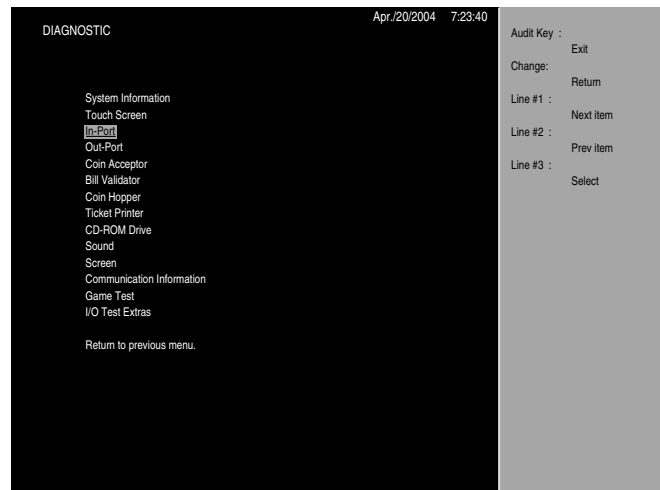 DIAGNOSTIC
Apr./20/2004 7:23:40
System Information
Touch Screen
In-Port
Out-Port
Coin Acceptor
Bill Validator
Coin Hopper
Ticket Printer
CD-ROM Drive
Sound
Screen
Communication Information
Game Test
I/O Test Extras
Return to previous menu.
Audit Key :
Exit
Change:
Return
Line #1 :
Next item
Line #2 :
Prev item
Line #3 :
Select